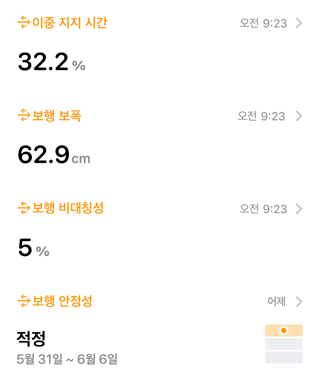 이중 지지 시간 오전 9:23
32.2 %
보행 보폭 오전 9:23
62.9 cm
보행 비대칭성 오전 9:23
5 %
보행 안정성 어제
적정
5월 31일 ~ 6월 6일